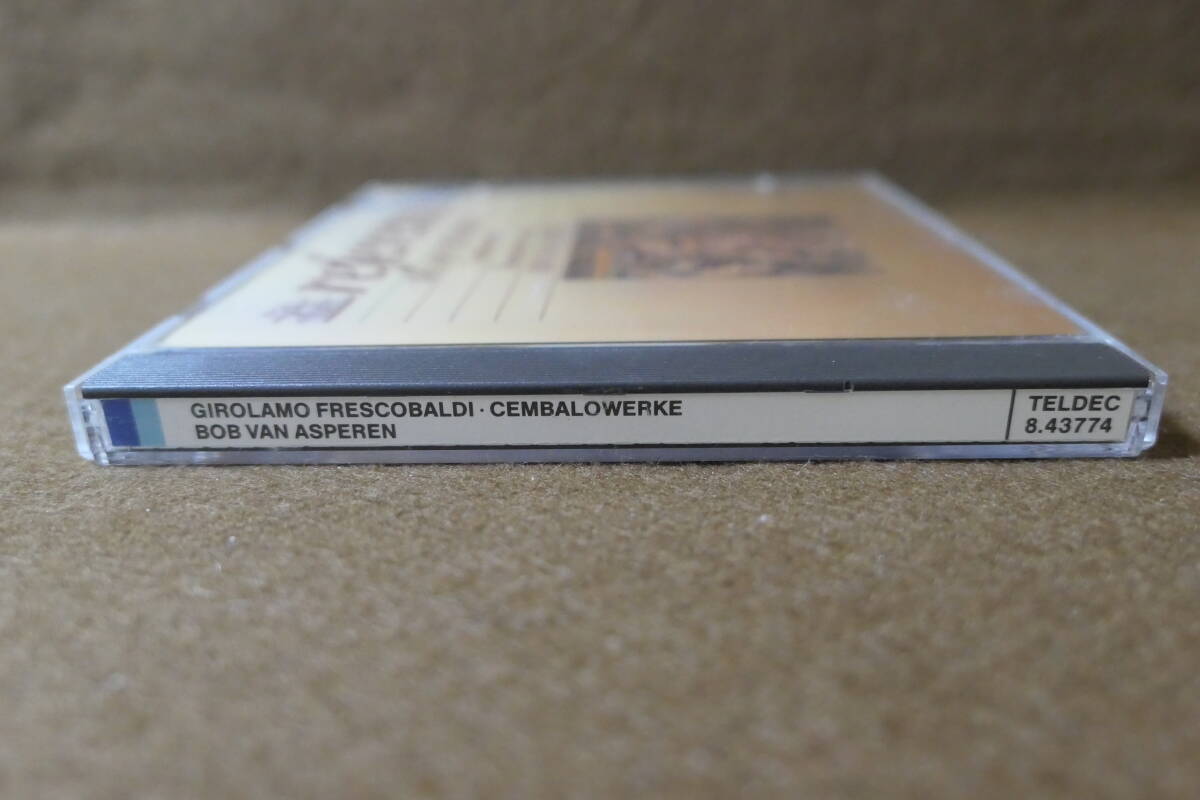 GIROLAMO FRESCOBALDI · CEMBALOWERKE
BOB VAN ASPEREN
TELDEC
8.43774